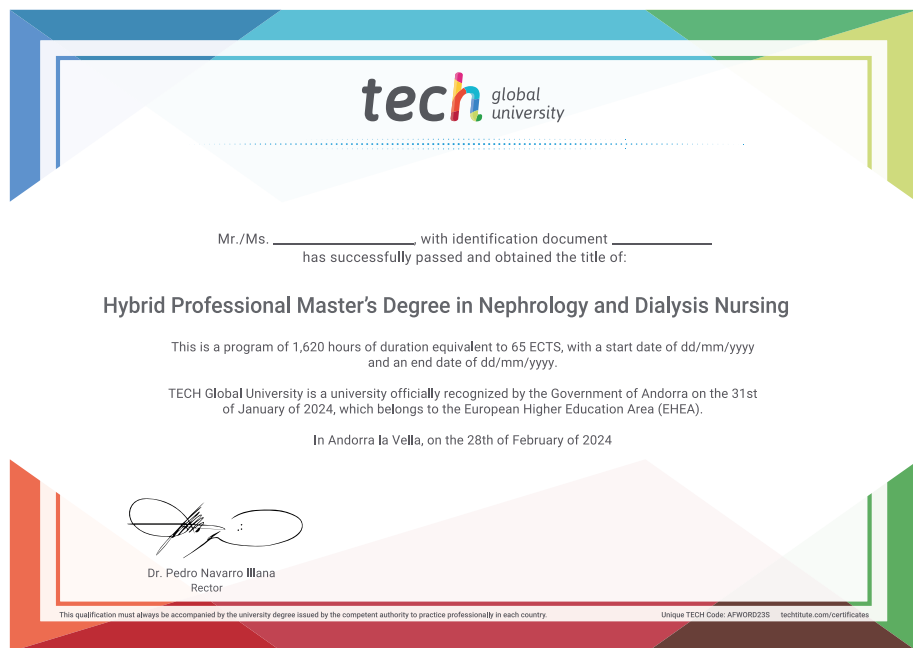 tech global university
Mr./Ms. ____________, with identification document ____________
has successfully passed and obtained the title of:
Hybrid Professional Master's Degree in Nephrology and Dialysis Nursing
This is a program of 1,620 hours of duration equivalent to 65 ECTS, with a start date of dd/mm/yyyy
and an end date of dd/mm/yyyy.
TECH Global University is a university officially recognized by the Government of Andorra on the 31st
of January of 2024, which belongs to the European Higher Education Area (EHEA).
In Andorra la Vella, on the 28th of February of 2024
Dr. Pedro Navarro Illana
Rector
This qualification must always be accompanied by the university degree issued by the competent authority to practice professionally in each country.
Unique TECH Code: AFWORD23S techtitute.com/certificates